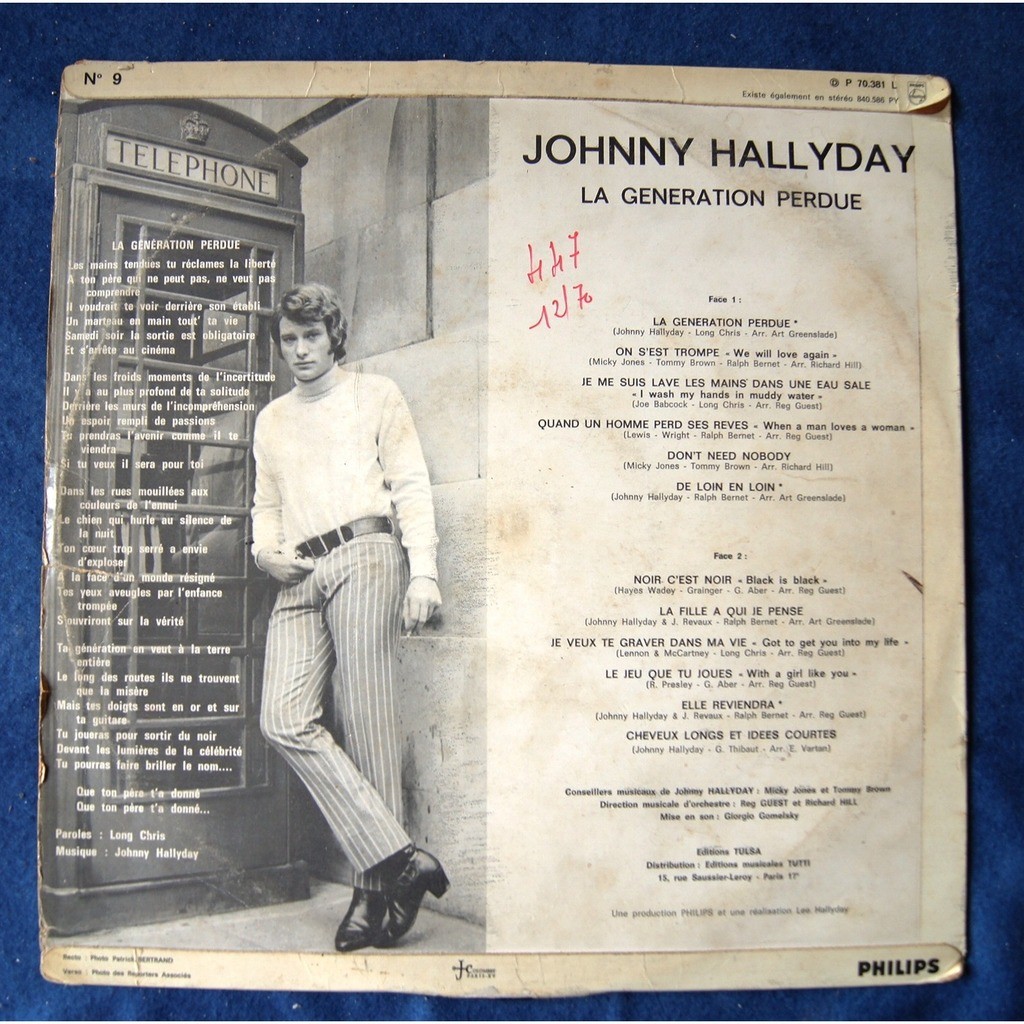 N° 9
℗ P 70.381 L
Existe également en stéréo 840.586 PY
PHILIPS
TELEPHONE
LA GÉNÉRATION PERDUE
Les mains tendues tu réclames la liberté
A ton père qui ne peut pas, ne veut pas
comprendre
Il voudrait te voir derrière son établi
Un marteau en main tout' ta vie
Samedi soir la sortie est obligatoire
Et s'arrête au cinéma
Dans les froids moments de l'incertitude
Il y a au plus profond de ta solitude
Derrière les murs de l'incompréhension
Un espoir rempli de passions
Tu prendras l'avenir comme il te
viendra
Si tu veux il sera pour toi
Dans les rues mouillées aux
couleurs de l'ennui
Le chien qui hurle au silence de
la nuit
Ton cœur trop serré a envie
d'exploser
A la face d'un monde résigné
Tes yeux aveugles par l'enfance
trompée
S'ouvriront sur la vérité
Ta génération en veut à la terre
entière
Le long des routes ils ne trouvent
que la misère
Mais tes doigts sont en or et sur
ta guitare
Tu joueras pour sortir du noir
Devant les lumières de la célébrité
Tu pourras faire briller le nom....
Que ton père t'a donné
Que ton père t'a donné...
Paroles : Long Chris
Musique : Johnny Hallyday
JOHNNY HALLYDAY
LA GENERATION PERDUE
447
12/70
Face 1 :
LA GENERATION PERDUE *
(Johnny Hallyday - Long Chris - Arr. Art Greenslade)
ON S'EST TROMPE « We will love again »
(Micky Jones - Tommy Brown - Ralph Bernet - Arr. Richard Hill)
JE ME SUIS LAVE LES MAINS DANS UNE EAU SALE
« I wash my hands in muddy water »
(Joe Babcock - Long Chris - Arr. Reg Guest)
QUAND UN HOMME PERD SES REVES « When a man loves a woman »
(Lewis - Wright - Ralph Bernet - Arr. Reg Guest)
DON'T NEED NOBODY
(Micky Jones - Tommy Brown - Arr. Richard Hill)
DE LOIN EN LOIN *
(Johnny Hallyday - Ralph Bernet - Arr. Art Greenslade)
Face 2 :
NOIR C'EST NOIR « Black is black »
(Hayes Wadey - Grainger - G. Aber - Arr. Reg Guest)
LA FILLE A QUI JE PENSE
(Johnny Hallyday & J. Revaux - Ralph Bernet - Arr. Art Greenslade)
JE VEUX TE GRAVER DANS MA VIE « Got to get you into my life »
(Lennon & McCartney - Long Chris - Arr. Reg Guest)
LE JEU QUE TU JOUES « With a girl like you »
(R. Presley - G. Aber - Arr. Reg Guest)
ELLE REVIENDRA *
(Johnny Hallyday & J. Revaux - Ralph Bernet - Arr. Reg Guest)
CHEVEUX LONGS ET IDEES COURTES
(Johnny Hallyday - G. Thibaut - Arr. E. Vartan)
Conseillers musicaux de Johnny HALLYDAY : Micky Jones et Tommy Brown
Direction musicale d'orchestre : Reg GUEST et Richard HILL
Mise en son : Giorgio Gomelsky
Editions TULSA
Distribution : Editions musicales TUTTI
15, rue Saussier-Leroy - Paris 17°
Une production PHILIPS et une réalisation Lee Hallyday
Recto : Photo Patrick BERTRAND
Verso : Photo des Reporters Associés
PHILIPS